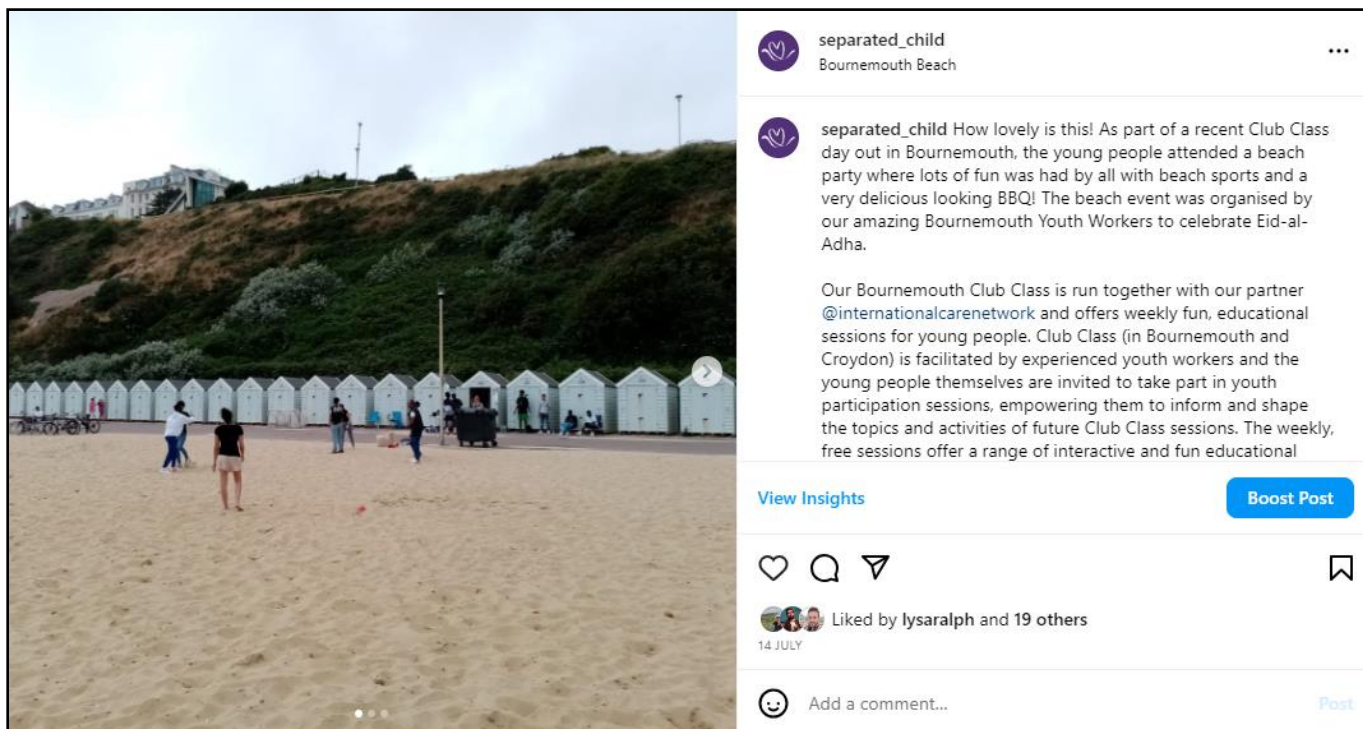 separated_child
Bournemouth Beach
separated_child How lovely is this! As part of a recent Club Class
day out in Bournemouth, the young people attended a beach
party where lots of fun was had by all with beach sports and a
very delicious looking BBQ! The beach event was organised by
our amazing Bournemouth Youth Workers to celebrate Eid-al-
Adha.
Our Bournemouth Club Class is run together with our partner
@internationalcarenetwork and offers weekly fun, educational
sessions for young people. Club Class (in Bournemouth and
Croydon) is facilitated by experienced youth workers and the
young people themselves are invited to take part in youth
participation sessions, empowering them to inform and shape
the topics and activities of future Club Class sessions. The weekly,
free sessions offer a range of interactive and fun educational
View Insights
Boost Post
Liked by lysaralph and 19 others
14 JULY
Add a comment...
Post